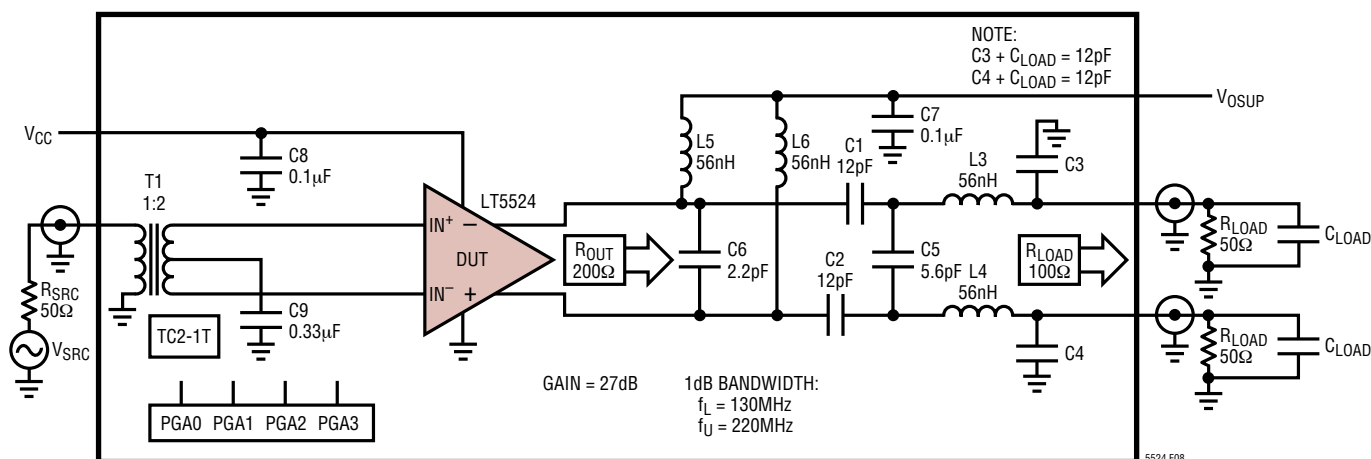 NOTE:
C3 + CLOAD = 12pF
C4 + CLOAD = 12pF
VOSUP
VCC
C8
0.1µF
L5
56nH
L6
56nH
C7
0.1µF
C1
12pF
L3
56nH
C3
T1
1:2
LT5524
IN+
−
DUT
IN−
+
ROUT
200Ω
C6
2.2pF
C2
12pF
C5
5.6pF
L4
56nH
RLOAD
100Ω
RLOAD
50Ω
CLOAD
RSRC
50Ω
VSRC
TC2-1T
C9
0.33µF
C4
RLOAD
50Ω
CLOAD
GAIN = 27dB
1dB BANDWIDTH:
fL = 130MHz
fU = 220MHz
PGA0 PGA1 PGA2 PGA3
5524 F08